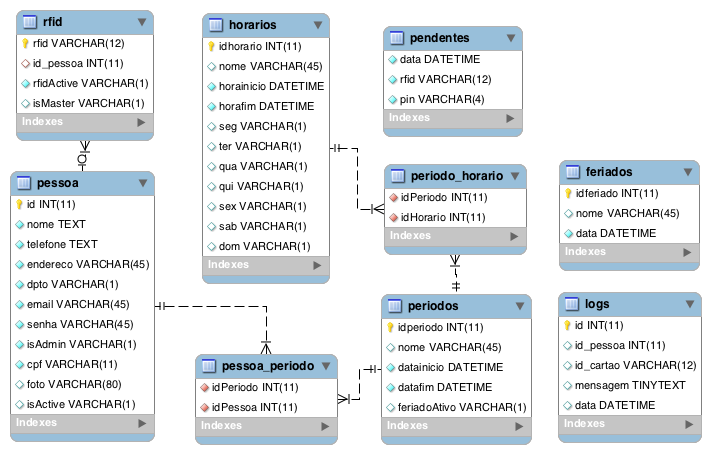 rfid
rfid VARCHAR(12)
id_pessoa INT(11)
rfidActive VARCHAR(1)
isMaster VARCHAR(1)
Indexes
horarios
idhorario INT(11)
nome VARCHAR(45)
horainicio DATETIME
horafim DATETIME
seg VARCHAR(1)
ter VARCHAR(1)
qua VARCHAR(1)
qui VARCHAR(1)
sex VARCHAR(1)
sab VARCHAR(1)
dom VARCHAR(1)
Indexes
pendentes
data DATETIME
rfid VARCHAR(12)
pin VARCHAR(4)
Indexes
pessoa
id INT(11)
nome TEXT
telefone TEXT
endereco VARCHAR(45)
dpto VARCHAR(1)
email VARCHAR(45)
senha VARCHAR(45)
isAdmin VARCHAR(1)
cpf VARCHAR(11)
foto VARCHAR(80)
isActive VARCHAR(1)
Indexes
periodo_horario
idPeriodo INT(11)
idHorario INT(11)
Indexes
feriados
idferiado INT(11)
nome VARCHAR(45)
data DATETIME
Indexes
pessoa_periodo
idPeriodo INT(11)
idPessoa INT(11)
Indexes
periodos
idperiodo INT(11)
nome VARCHAR(45)
datainicio DATETIME
datafim DATETIME
feriadoAtivo VARCHAR(1)
Indexes
logs
id INT(11)
id_pessoa INT(11)
id_cartao VARCHAR(12)
mensagem TINYTEXT
data DATETIME
Indexes